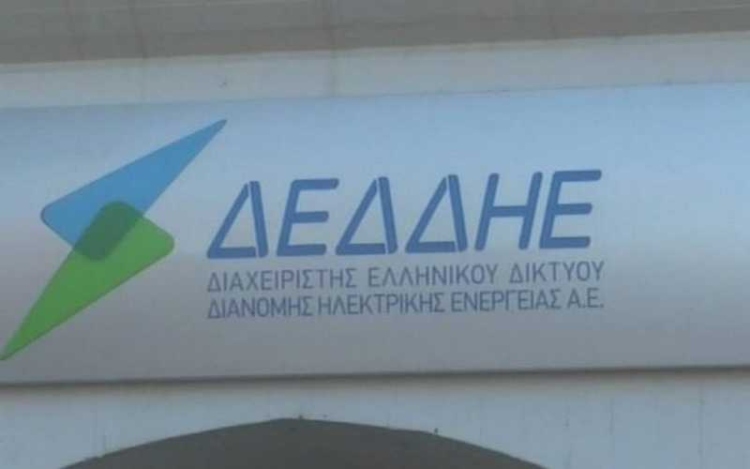 ΔΕΔΔΗΕ
ΔΙΑΧΕΙΡΙΣΤΗΣ ΕΛΛΗΝΙΚΟΥ ΔΙΚΤΥΟΥ
ΔΙΑΝΟΜΗΣ ΗΛΕΚΤΡΙΚΗΣ ΕΝΕΡΓΕΙΑΣ Α.Ε.